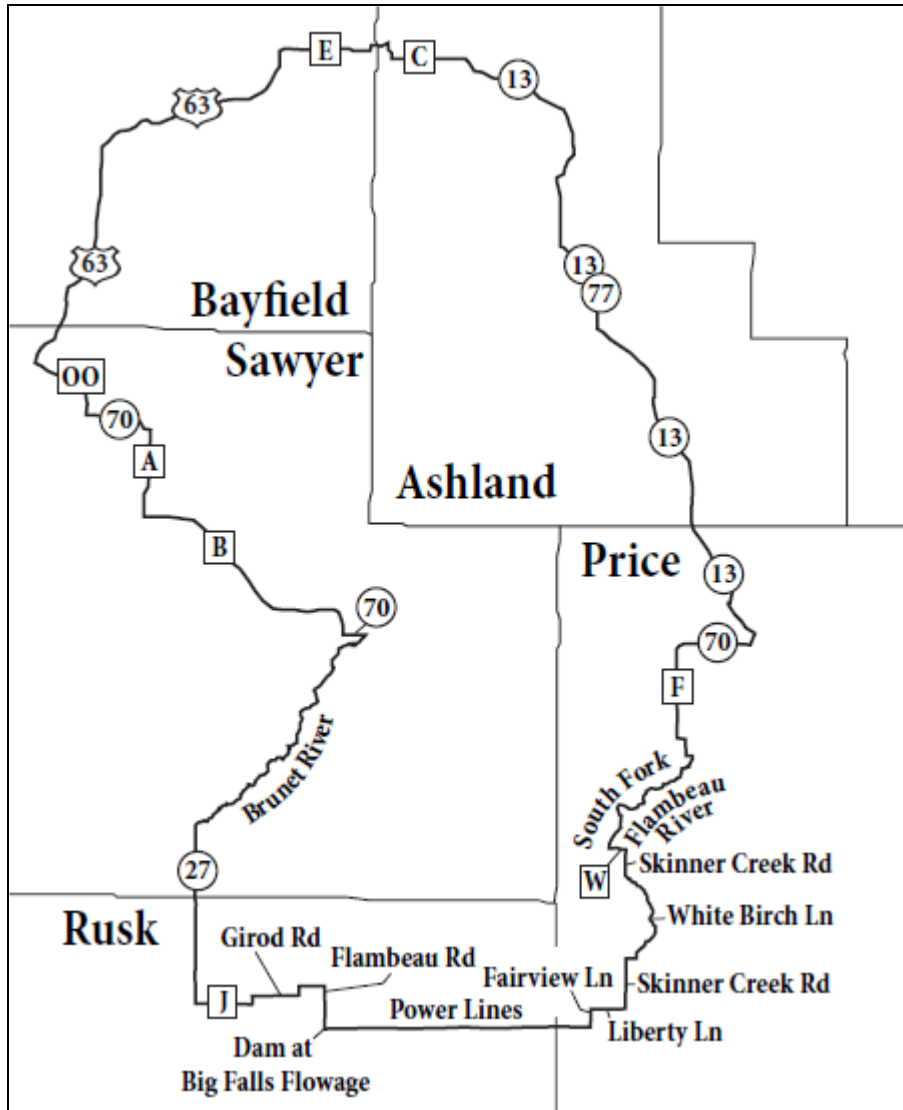 E
C
13
63
63
13
77
Bayfield
Sawyer
OO
70
A
13
Ashland
B
Price
13
70
70
F
Brunet River
South Fork
Flambeau
River
27
W
Skinner Creek Rd
White Birch Ln
Rusk
Girod Rd
Flambeau Rd
Fairview Ln
Skinner Creek Rd
J
Power Lines
Liberty Ln
Dam at
Big Falls Flowage